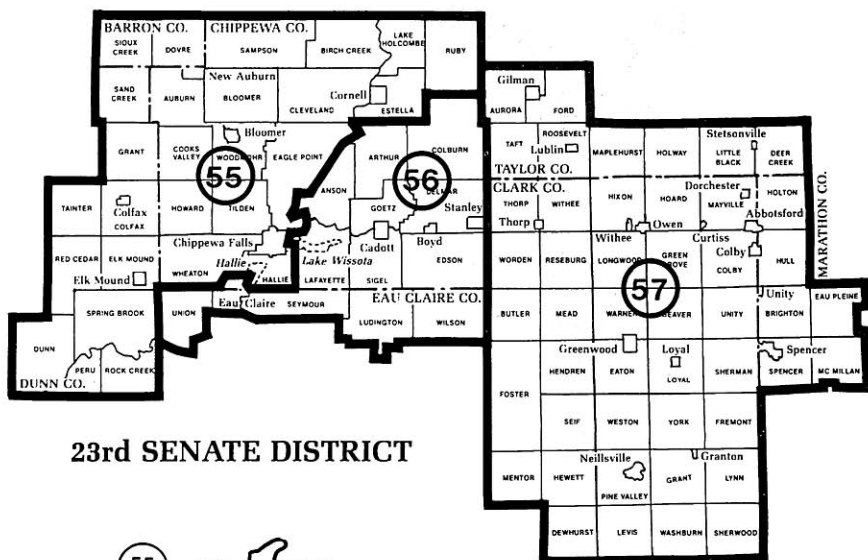 BARRON CO. CHIPPEWA CO.
SIOUX CREEK DOVRE SAMPSON BIRCH CREEK LAKE HOLCOMBE RUBY
SAND CREEK AUBURN New Auburn BLOOMER CLEVELAND Cornell ESTELLA
Gilman
AURORA FORD
GRANT COOKS VALLEY Bloomer WOODMOHR EAGLE POINT ARTHUR COLBURN
TAFT ROOSEVELT Lublin MAPLEHURST HOLWAY Stetsonville LITTLE BLACK DEER CREEK
55 ANSON 56 DELMAR
TAYLOR CO.
CLARK CO.
TAINTER Colfax COLFAX HOWARD TILDEN GOETZ Stanley
THORP WITHEE HIXON HOARD Dorchester MAYVILLE HOLTON
MARATHON CO.
Thorp Withee Owen Curtiss Abbotsford
Chippewa Falls Cadott Boyd
RED CEDAR ELK MOUND Hallie Lake Wissota EDSON
WORDEN RESEBURG LONGWOOD GREEN GROVE Colby COLBY HULL
Elk Mound WHEATON HALLIE LAFAYETTE SIGEL
EAU CLAIRE CO.
57
SPRING BROOK UNION Eau Claire SEYMOUR LUDINGTON WILSON
BUTLER MEAD WARNER BEAVER UNITY Unity BRIGHTON EAU PLEINE
DUNN PERU ROCK CREEK
DUNN CO.
Greenwood Loyal Spencer
FOSTER HENDREN EATON LOYAL SHERMAN SPENCER MC MILLAN
23rd SENATE DISTRICT
SEIF WESTON YORK FREMONT
Neillsville Granton
MENTOR HEWETT PINE VALLEY GRANT LYNN
DEWHURST LEVIS WASHBURN SHERWOOD